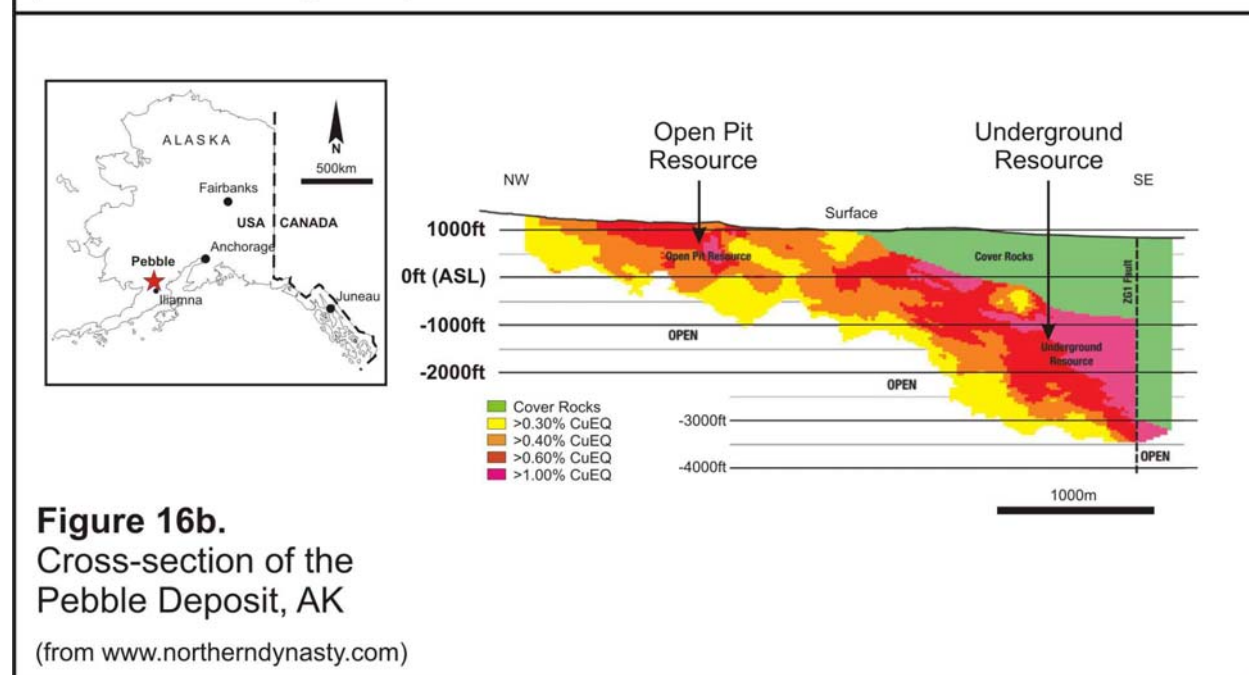 ALASKA
N
500km
Fairbanks
USA CANADA
Anchorage
Pebble
Iliamna
Juneau
Open Pit
Resource
Underground
Resource
NW
SE
Surface
1000ft
0ft (ASL)
-1000ft
-2000ft
-3000ft
-4000ft
Open Pit Resource
Cover Rocks
ZG1 Fault
OPEN
Underground
Resource
OPEN
OPEN
Cover Rocks
>0.30% CuEQ
>0.40% CuEQ
>0.60% CuEQ
>1.00% CuEQ
1000m
Figure 16b.
Cross-section of the
Pebble Deposit, AK
(from www.northerndynasty.com)